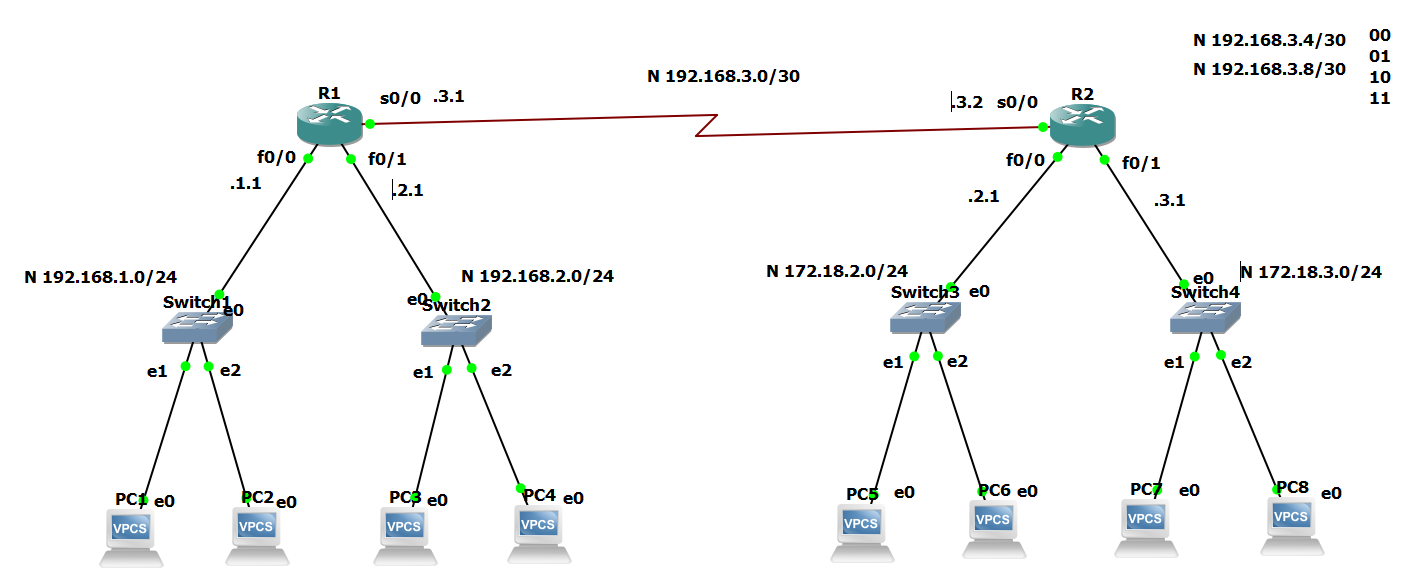 N 192.168.3.4/30
00
01
N 192.168.3.8/30
10
11
N 192.168.3.0/30
R1
s0/0
.3.1
.3.2
s0/0
R2
f0/0
f0/1
.1.1
.2.1
f0/0
f0/1
.2.1
.3.1
N 192.168.1.0/24
N 192.168.2.0/24
N 172.18.2.0/24
N 172.18.3.0/24
Switch1
e0
e0
Switch2
Switch3
e0
e0
Switch4
e1
e2
e1
e2
e1
e2
e1
e2
PC1
e0
PC2
e0
PC3
e0
PC4
e0
PC5
e0
PC6
e0
PC7
e0
PC8
e0
VPCS
VPCS
VPCS
VPCS
VPCS
VPCS
VPCS
VPCS